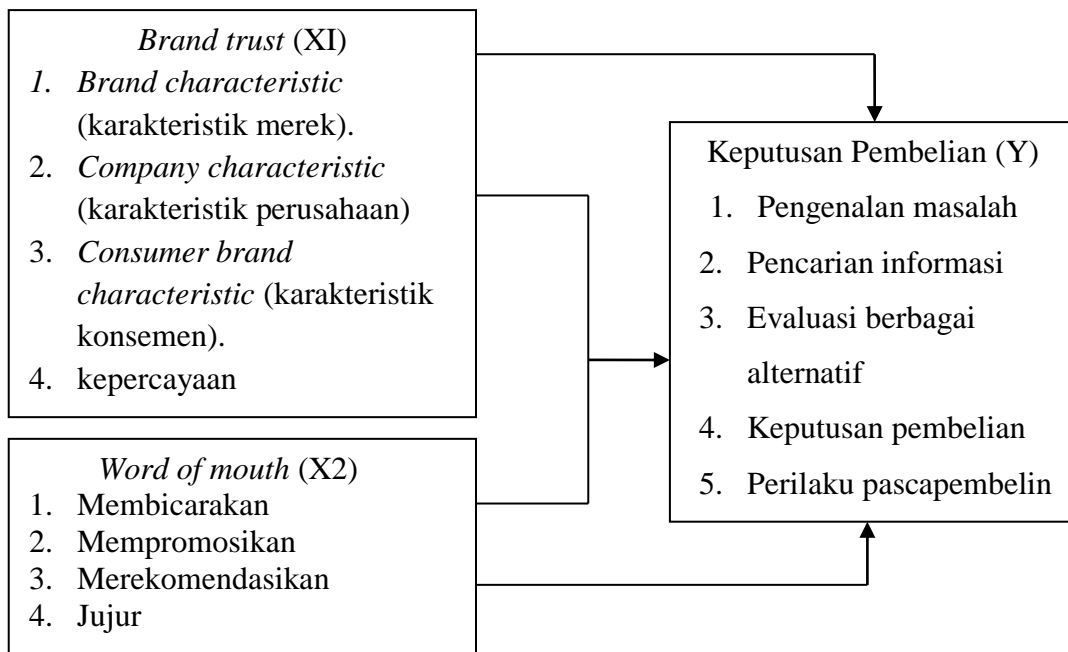 Brand trust (XI)
1. Brand characteristic
(karakteristik merek).
2. Company characteristic
(karakteristik perusahaan)
3. Consumer brand
characteristic (karakteristik
konsemen).
4. kepercayaan
Word of mouth (X2)
1. Membicarakan
2. Mempromosikan
3. Merekomendasikan
4. Jujur
Keputusan Pembelian (Y)
1. Pengenalan masalah
2. Pencarian informasi
3. Evaluasi berbagai
alternatif
4. Keputusan pembelian
5. Perilaku pascapembelin